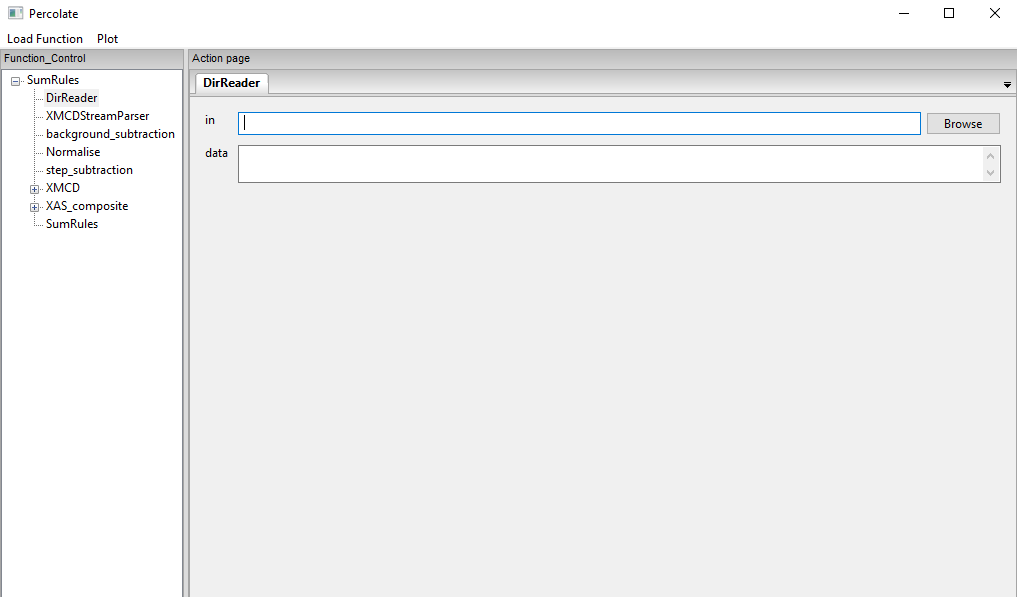 Percolate
Load Function Plot
Function_Control
Action page
SumRules
DirReader
XMCDStreamParser
background_subtraction
Normalise
step_subtraction
XMCD
XAS_composite
SumRules
DirReader
in
Browse
data